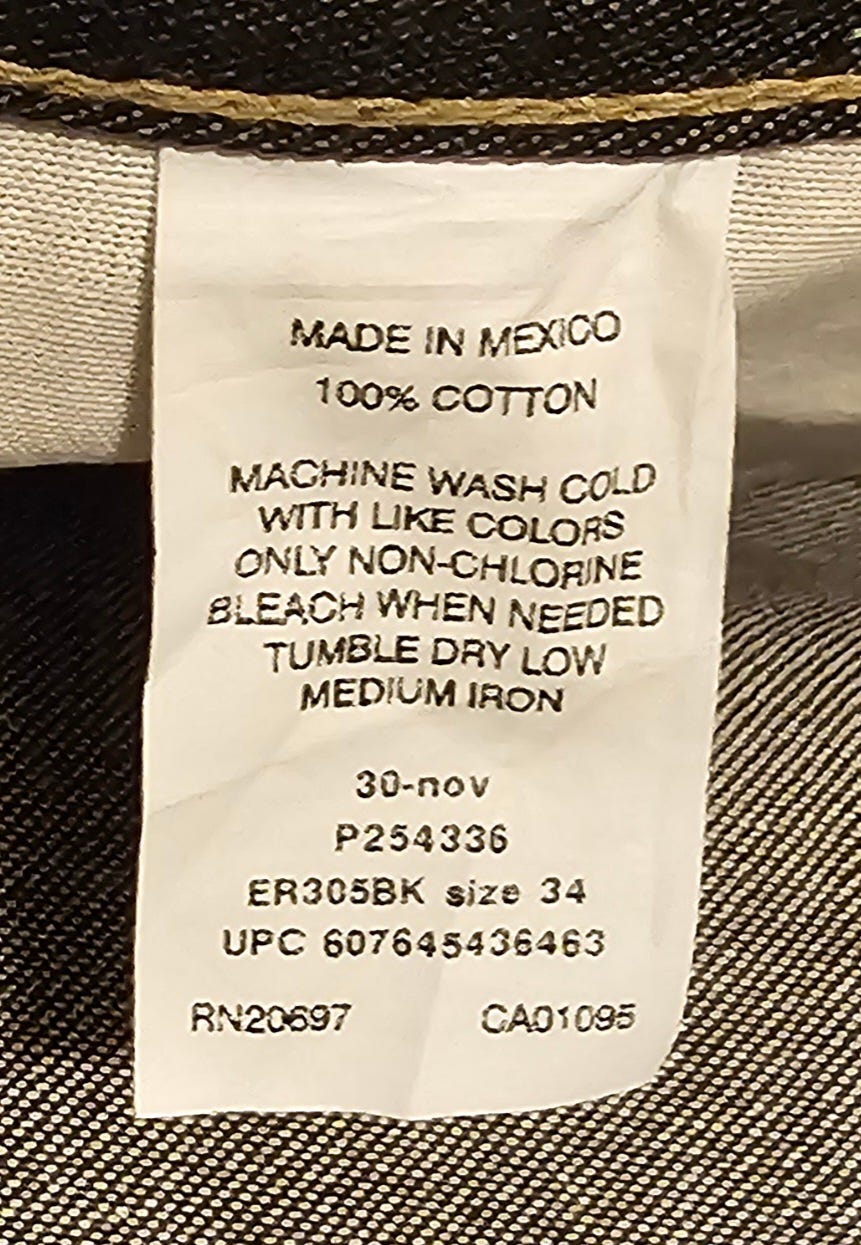 MADE IN MEXICO
100% COTTON
MACHINE WASH COLD
WITH LIKE COLORS
ONLY NON-CHLORINE
BLEACH WHEN NEEDED
TUMBLE DRY LOW
MEDIUM IRON
30-nov
P254336
ER305BK size 34
UPC 607645436463
RN20697 CA01095